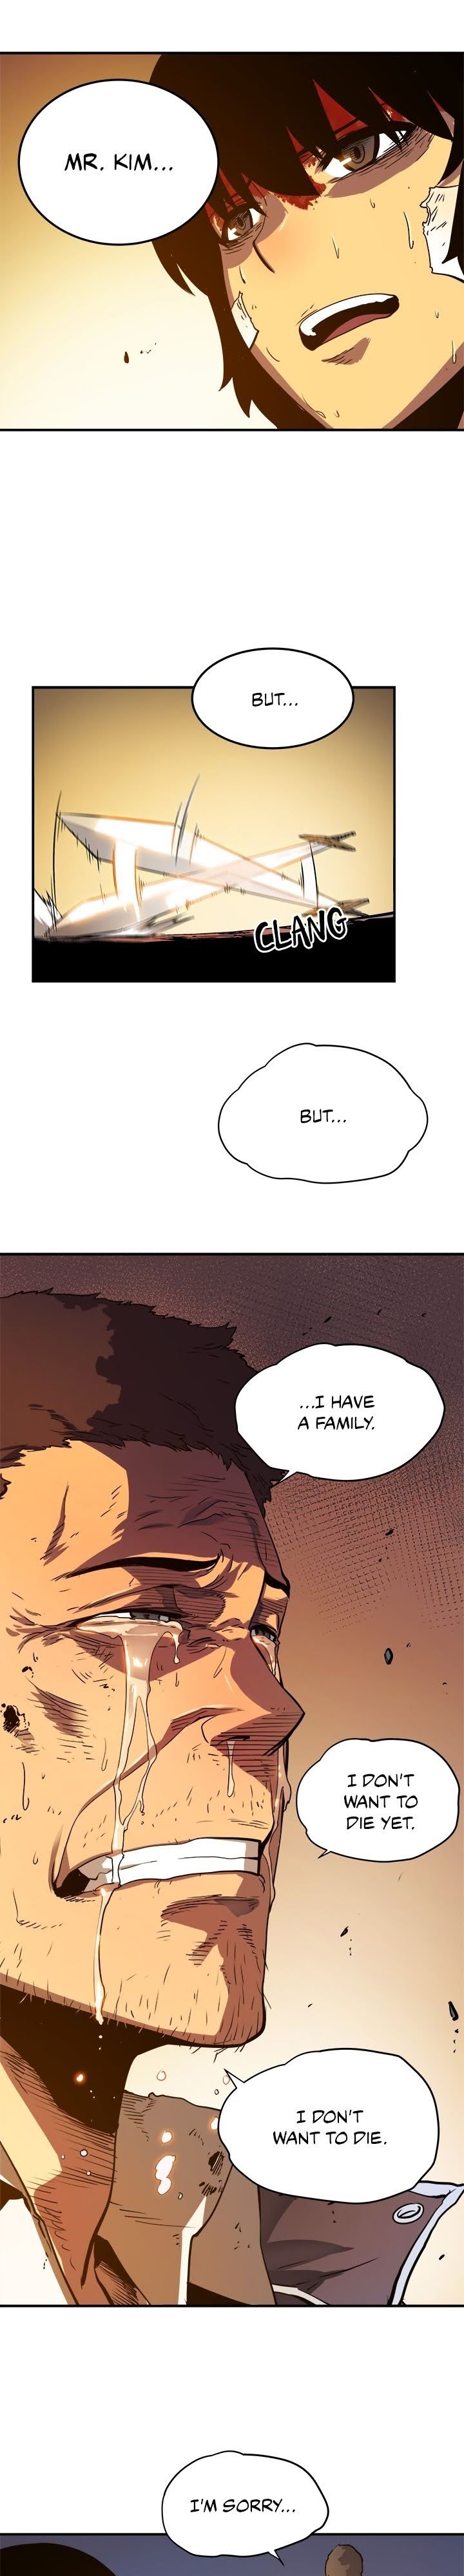 MR. KIM...
BUT...
CLANG
BUT...
...I HAVE
A FAMILY.
I DON'T
WANT TO
DIE YET.
I DON'T
WANT TO DIE.
I'M SORRY...